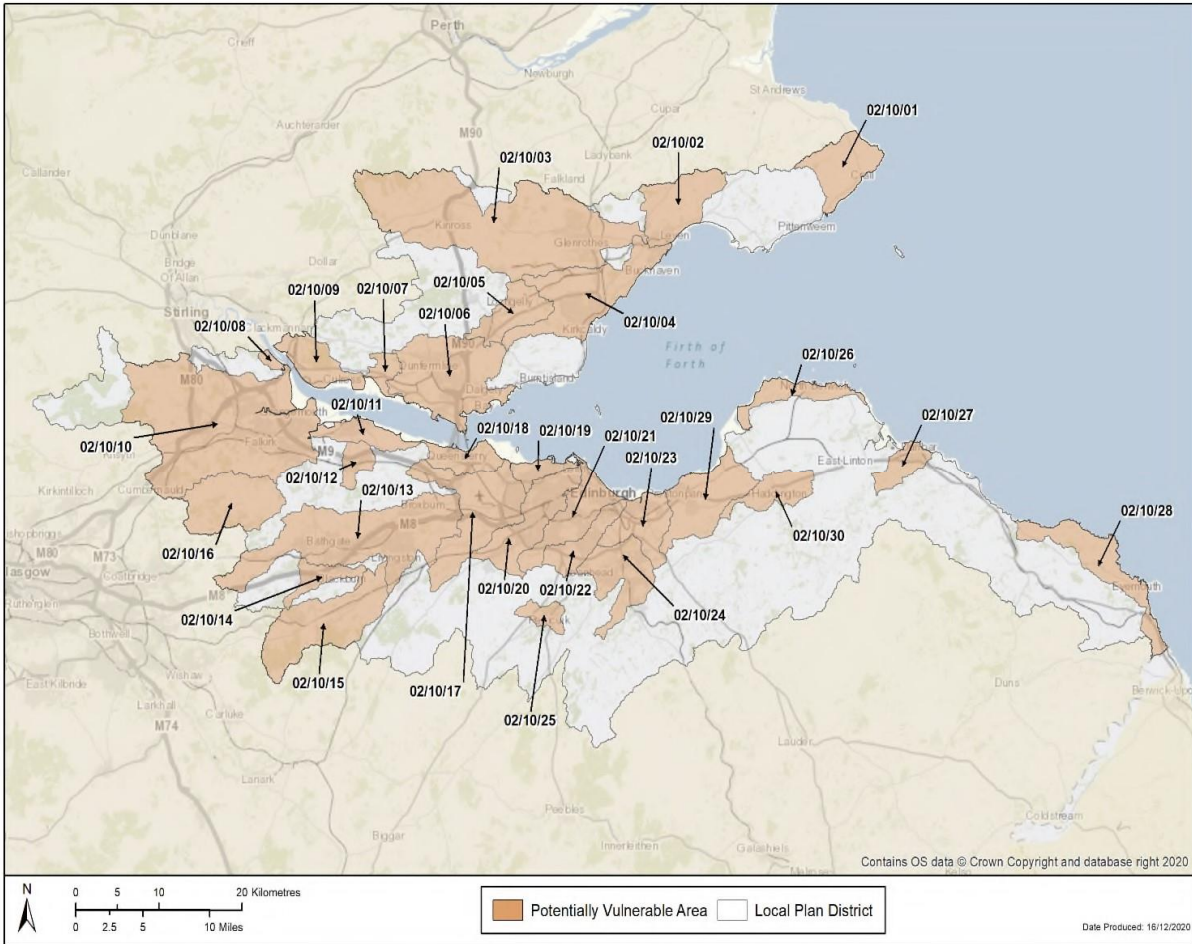 Perth
Crieff
Newburgh
St Andrews
Cupar
Auchterarder
M90
02/10/01
02/10/02
Ladybank
02/10/03
Callander
Falkland
Crail
Kinross
Leven
Pittenweem
Dunblane
Glenrothes
Dollar
Bridge
Of Allan
Buckhaven
02/10/05
02/10/09
02/10/07
02/10/06
Stirling
02/10/04
02/10/08
Kirkcaldy
M90
Firth of
Forth
02/10/26
M80
Burntisland
02/10/11
02/10/29
02/10/27
02/10/10
02/10/18
02/10/19
02/10/21
Falkirk
M9
02/10/23
East Linton
02/10/12
Edinburgh
Kirkintilloch
Cumbernauld
02/10/13
Haddington
Broxburn
02/10/28
M8
02/10/30
02/10/16
Bathgate
M80
M73
Livingston
Coatbridge
Eyemouth
02/10/20
02/10/22
Rutherglen
M8
02/10/14
02/10/24
Bothwell
Wishaw
02/10/15
02/10/17
East Kilbride
02/10/25
Duns
Larkhall
Carluke
M74
Lauder
Lanark
Peebles
Coldstream
Biggar
Innerleithen
Galashiels
Contains OS data © Crown Copyright and database right 2020
N
0 5 10 20 Kilometres
0 2.5 5 10 Miles
Potentially Vulnerable Area
Local Plan District
Date Produced: 16/12/2020